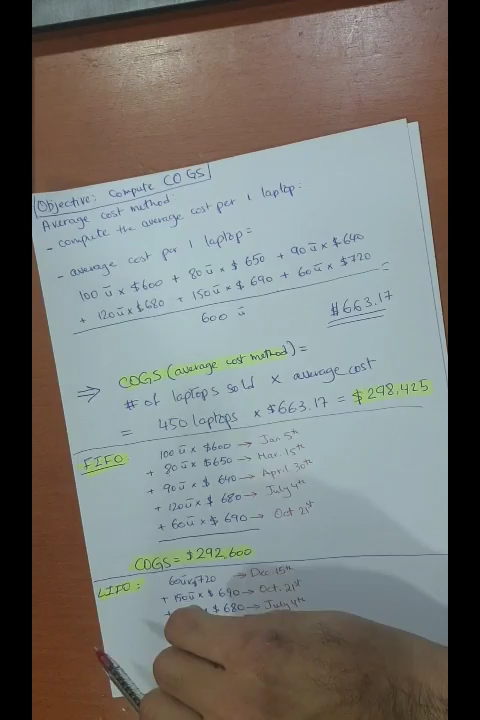 Objective: Compute COGS
Average cost method:
- compute the average cost per 1 laptop:
- average cost per 1 laptop =
100 ū x $600 + 80 ū x $ 650 + 90 ū x $ 640
+ 120 ū x $ 680 + 150 ū x $ 690 + 60 ū x $720 =
600 ū
$663.17
⇒ COGS (average cost method) =
# of laptops sold x average cost
= 450 laptops x $663.17 = $298,425
FIFO
100 ū x $600 → Jan 5th
+ 80 ū x $650 → Mar. 15th
+ 90 ū x $ 640 → April 30th
+ 120 ū x $ 680 → July 4th
+ 60 ū x $ 690 → Oct 21st
COGS = $292,600
LIFO:
60 ū x $720 → Dec. 15th
+ 150 ū x $ 690 → Oct. 21st
+ x $ 680 → July 4th